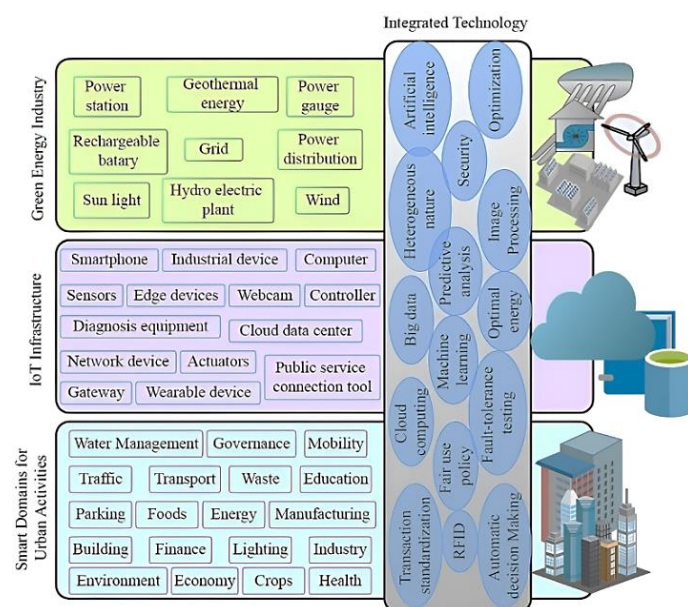 Integrated Technology
Green Energy Industry
Power
station
Geothermal
energy
Power
gauge
Rechargeable
batary
Grid
Power
distribution
Sun light
Hydro electric
plant
Wind
IoT Infrastructure
Smartphone
Industrial device
Computer
Sensors
Edge devices
Webcam
Controller
Diagnosis equipment
Cloud data center
Network device
Actuators
Public service
connection tool
Gateway
Wearable device
Smart Domains for
Urban Activities
Water Management
Governance
Mobility
Traffic
Transport
Waste
Education
Parking
Foods
Energy
Manufacturing
Building
Finance
Lighting
Industry
Environment
Economy
Crops
Health
Artificial
intelligence
Optimization
Security
Heterogeneous
nature
Image
Processing
Predictive
analysis
Big data
Optimal
energy
Machine
learning
Cloud
computing
Fault-tolerance
testing
Fair use
policy
Transaction
standardization
RFID
Automatic
decision Making